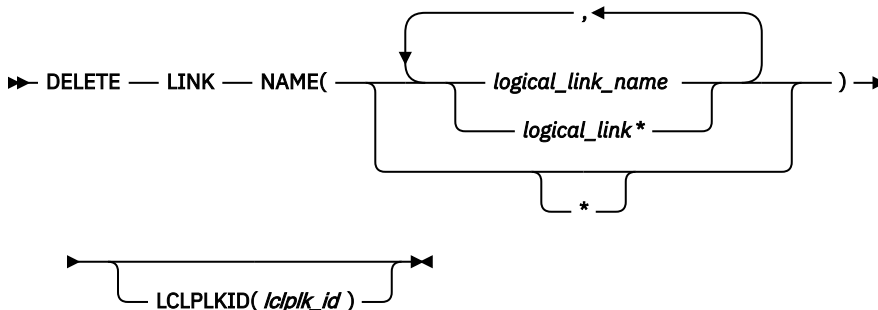 ,
DELETE LINK NAME( logical_link_name )
logical_link*
*
LCLPLKID( lclplk_id )